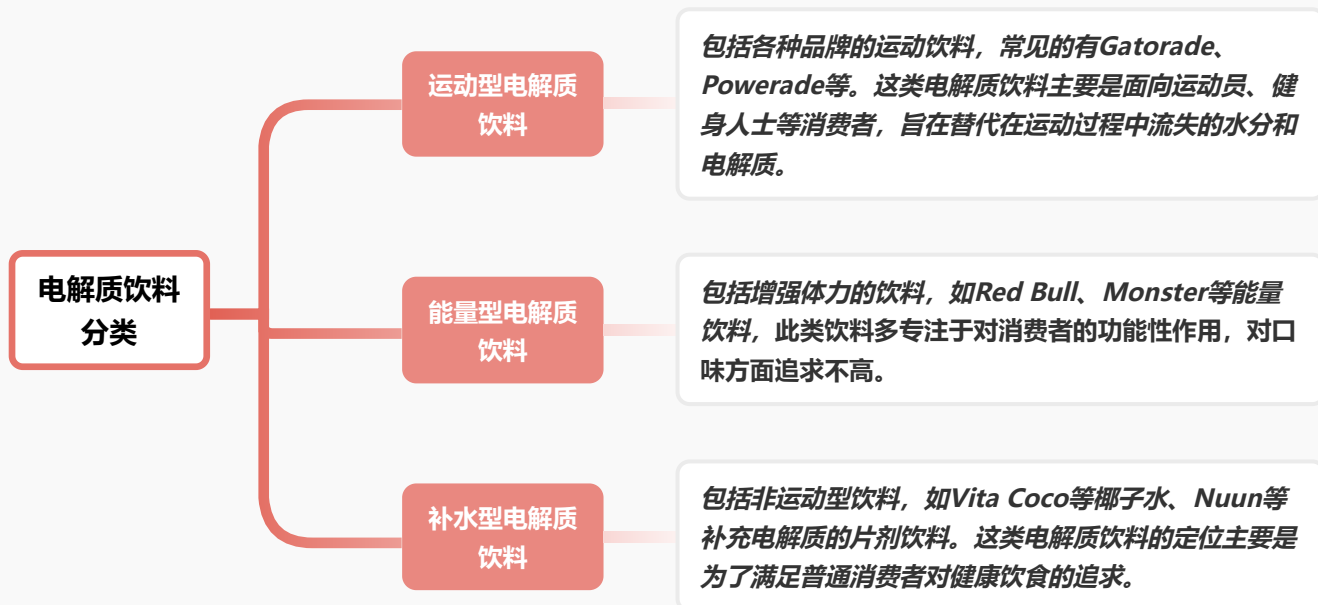 电解质饮料
分类
运动型电解质
饮料
包括各种品牌的运动饮料，常见的有Gatorade、
Powerade等。这类电解质饮料主要是面向运动员、健
身人士等消费者，旨在替代在运动过程中流失的水分和
电解质。
能量型电解质
饮料
包括增强体力的饮料，如Red Bull、Monster等能量
饮料，此类饮料多专注于对消费者的功能性作用，对口
味方面追求不高。
补水型电解质
饮料
包括非运动型饮料，如Vita Coco等椰子水、Nuun等
补充电解质的片剂饮料。这类电解质饮料的定位主要是
为了满足普通消费者对健康饮食的追求。